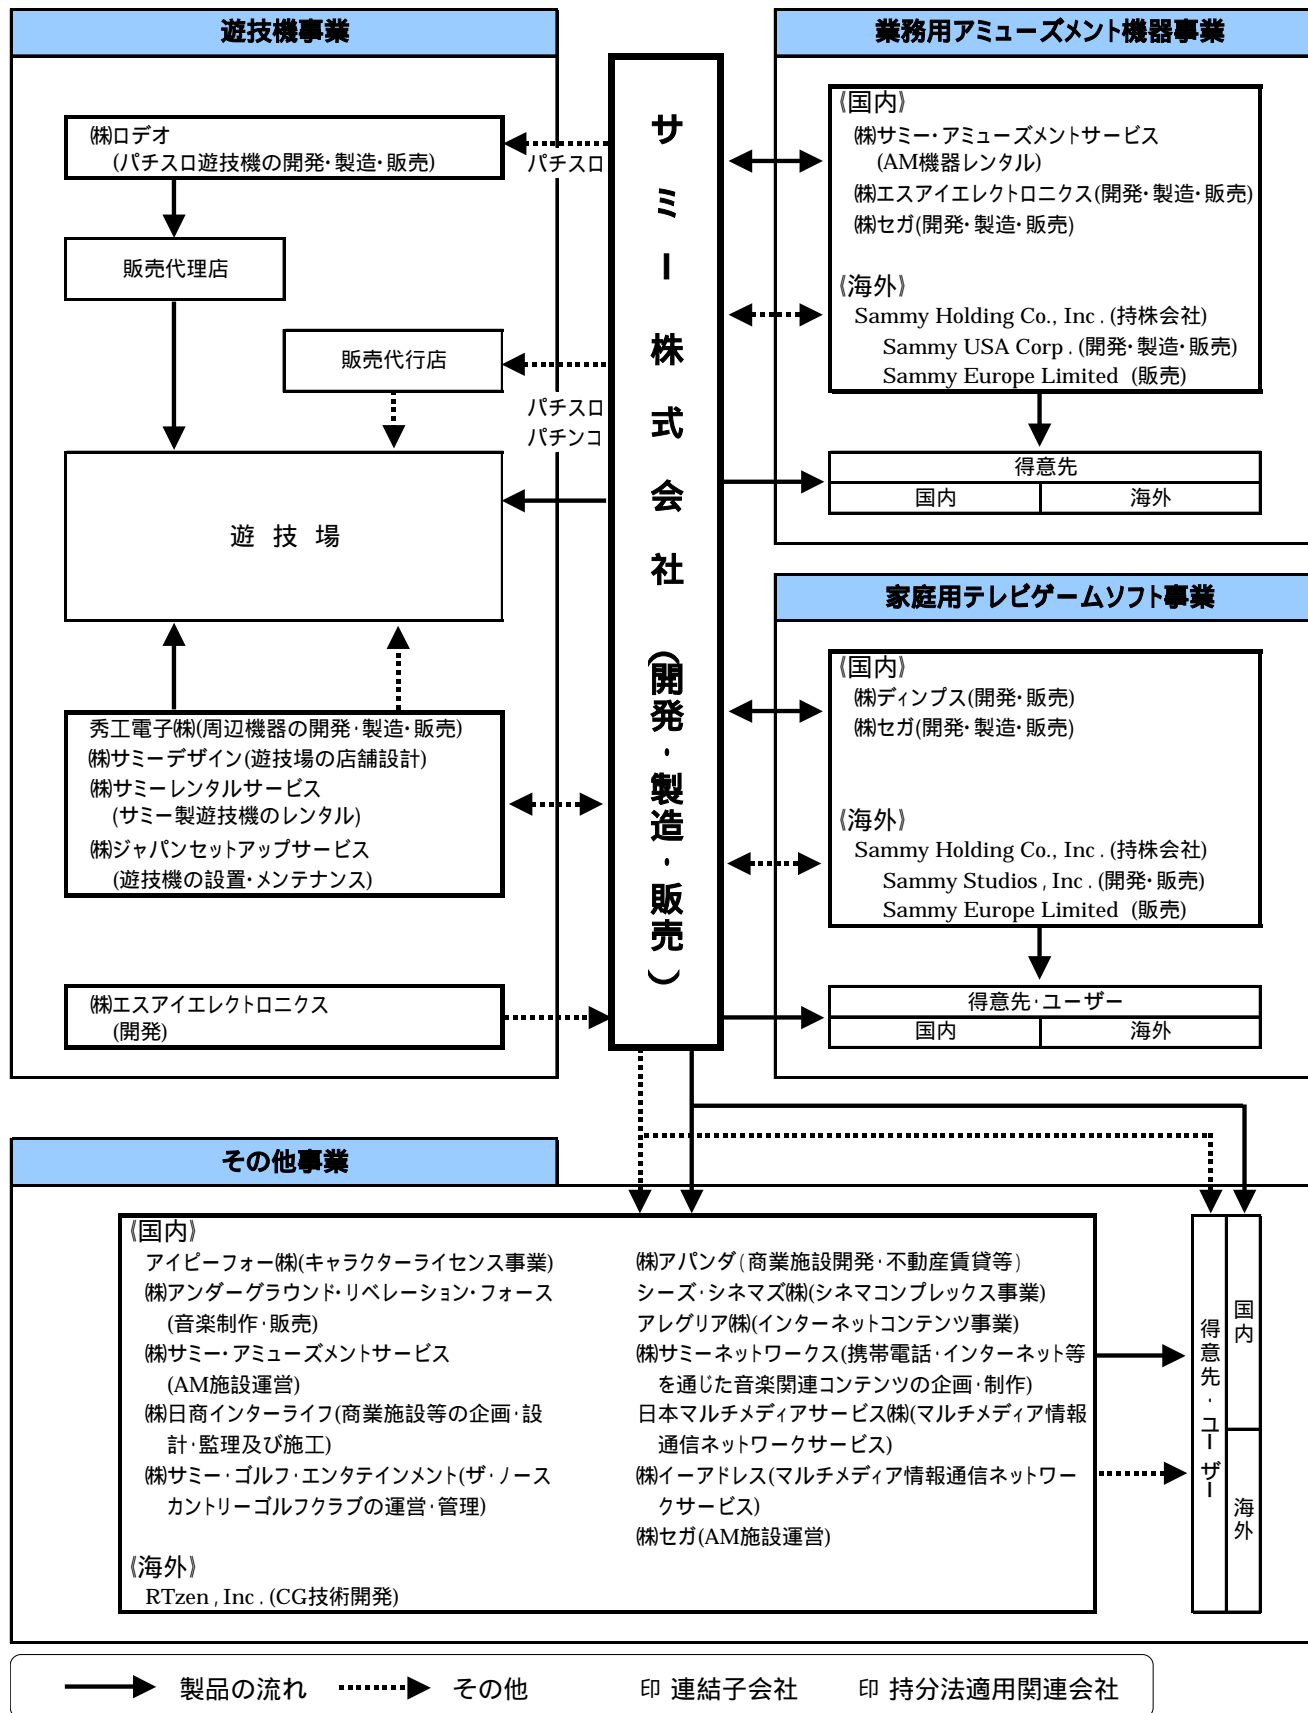 遊技機事業
㈱ロデオ
(パチスロ遊技機の開発・製造・販売)
パチスロ
販売代理店
販売代行店
パチスロ
パチンコ
遊 技 場
秀工電子㈱(周辺機器の開発・製造・販売)
㈱サミーデザイン(遊技場の店舗設計)
㈱サミーレンタルサービス
(サミー製遊技機のレンタル)
㈱ジャパンセットアップサービス
(遊技機の設置・メンテナンス)
㈱エスアイエレクトロニクス
(開発)
サミー株式会社(開発・製造・販売)
業務用アミューズメント機器事業
《国内》
㈱サミー・アミューズメントサービス
(AM機器レンタル)
㈱エスアイエレクトロニクス(開発・製造・販売)
㈱セガ(開発・製造・販売)
《海外》
Sammy Holding Co., Inc . (持株会社)
Sammy USA Corp . (開発・製造・販売)
Sammy Europe Limited (販売)
得意先
国内 海外
家庭用テレビゲームソフト事業
《国内》
㈱ディンプス(開発・販売)
㈱セガ(開発・製造・販売)
《海外》
Sammy Holding Co., Inc . (持株会社)
Sammy Studios , Inc . (開発・販売)
Sammy Europe Limited (販売)
得意先・ユーザー
国内 海外
その他事業
《国内》
アイピーフォー㈱(キャラクターライセンス事業)
㈱アンダーグラウンド・リベレーション・フォース
(音楽制作・販売)
㈱サミー・アミューズメントサービス
(AM施設運営)
㈱日商インターライフ(商業施設等の企画・設
計・監理及び施工)
㈱サミー・ゴルフ・エンタテインメント(ザ・ノース
カントリーゴルフクラブの運営・管理)
《海外》
RTzen , Inc . (CG技術開発)
㈱アパンダ(商業施設開発・不動産賃貸等)
シーズ・シネマズ㈱(シネマコンプレックス事業)
アレグリア㈱(インターネットコンテンツ事業)
㈱サミーネットワークス(携帯電話・インターネット等
を通じた音楽関連コンテンツの企画・制作)
日本マルチメディアサービス㈱(マルチメディア情報
通信ネットワークサービス)
㈱イーアドレス(マルチメディア情報通信ネットワー
クサービス)
㈱セガ(AM施設運営)
得意先・ユーザー
国内
海外
製品の流れ その他 印 連結子会社 印 持分法適用関連会社